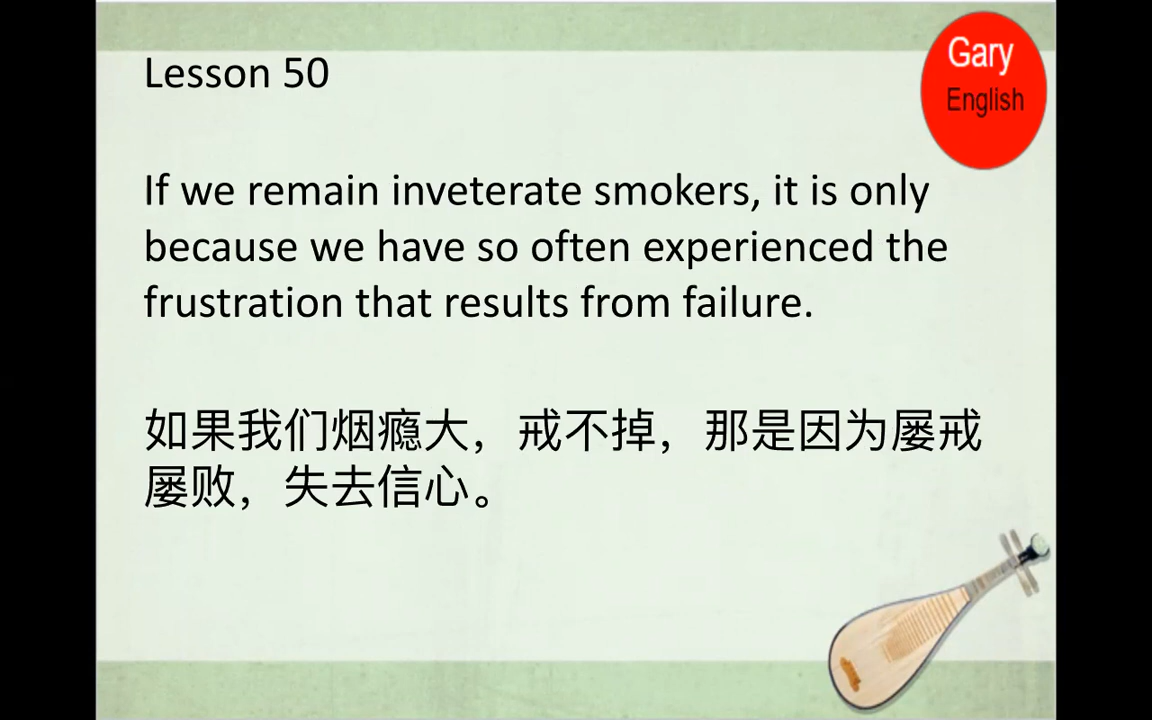 Lesson 50
Gary
English
If we remain inveterate smokers, it is only
because we have so often experienced the
frustration that results from failure.
如果我们烟瘾大，戒不掉，那是因为屡戒
屡败，失去信心。